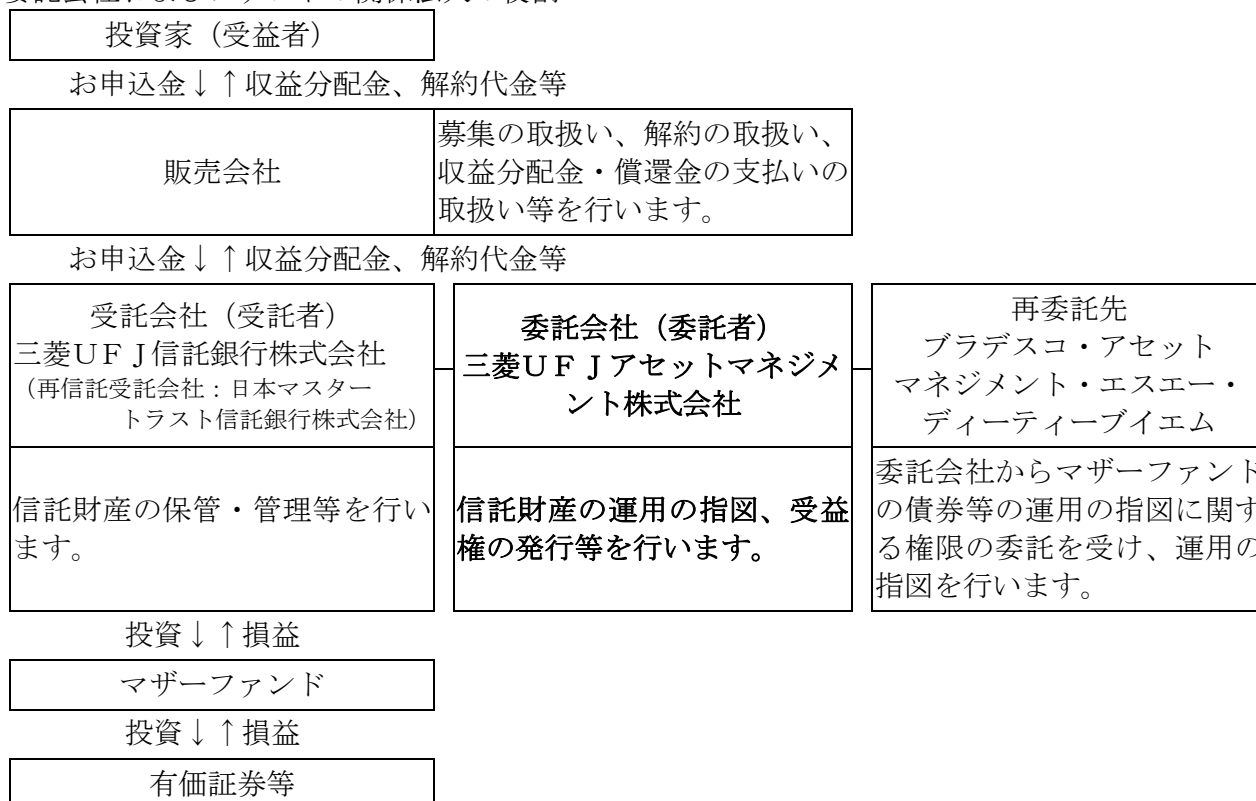 投資家（受益者）
お申込金↓↑収益分配金、解約代金等
販売会社
募集の取扱い、解約の取扱い、
収益分配金・償還金の支払いの
取扱い等を行います。
お申込金↓↑収益分配金、解約代金等
受託会社（受託者）
三菱ＵＦＪ信託銀行株式会社
（再信託受託会社：日本マスター
トラスト信託銀行株式会社）
委託会社（委託者）
三菱ＵＦＪアセットマネジメ
ント株式会社
再委託先
ブラデスコ・アセット
マネジメント・エスエー・
ディーティーブイエム
信託財産の保管・管理等を行い
ます。
信託財産の運用の指図、受益
権の発行等を行います。
委託会社からマザーファンド
の債券等の運用の指図に関す
る権限の委託を受け、運用の
指図を行います。
投資↓↑損益
マザーファンド
投資↓↑損益
有価証券等